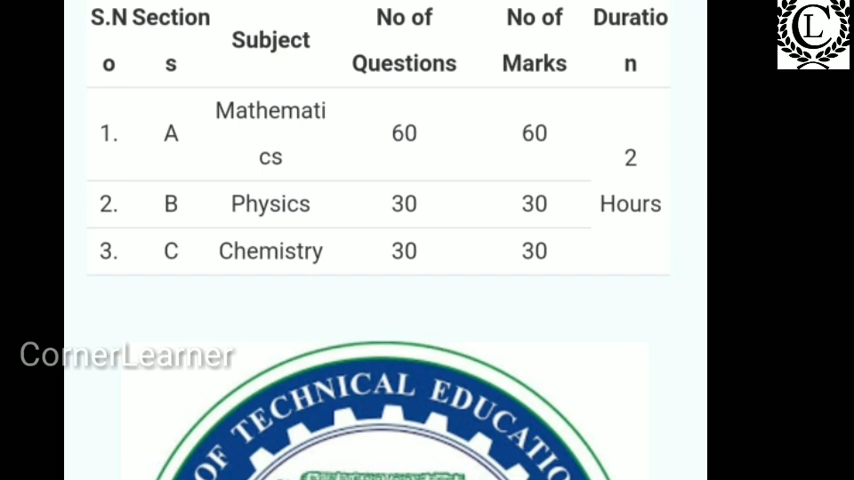 S.N Section Subject No of No of Duratio
o s Questions Marks n
1. A Mathemati 60 60
cs
2
Hours
2. B Physics 30 30
3. C Chemistry 30 30
CornerLearner
OF TECHNICAL EDUCATIO
CL